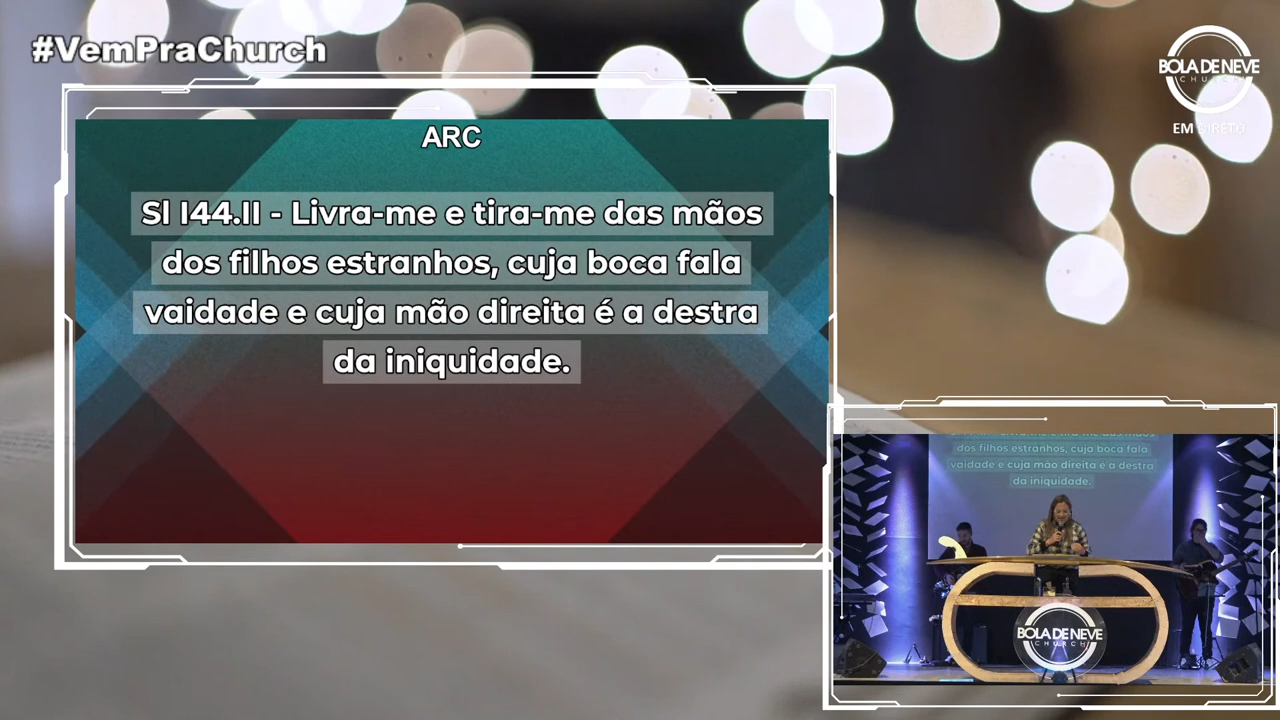 #VemPraChurch
BOLA DE NEVE
CHURCH
EM DIRETO
ARC
Sl 144.11 - Livra-me e tira-me das mãos
dos filhos estranhos, cuja boca fala
vaidade e cuja mão direita é a destra
da iniquidade.
dos filhos estranhos, cuja boca fala
vaidade e cuja mão direita é a destra
da iniquidade.
BOLA DE NEVE
CHURCH